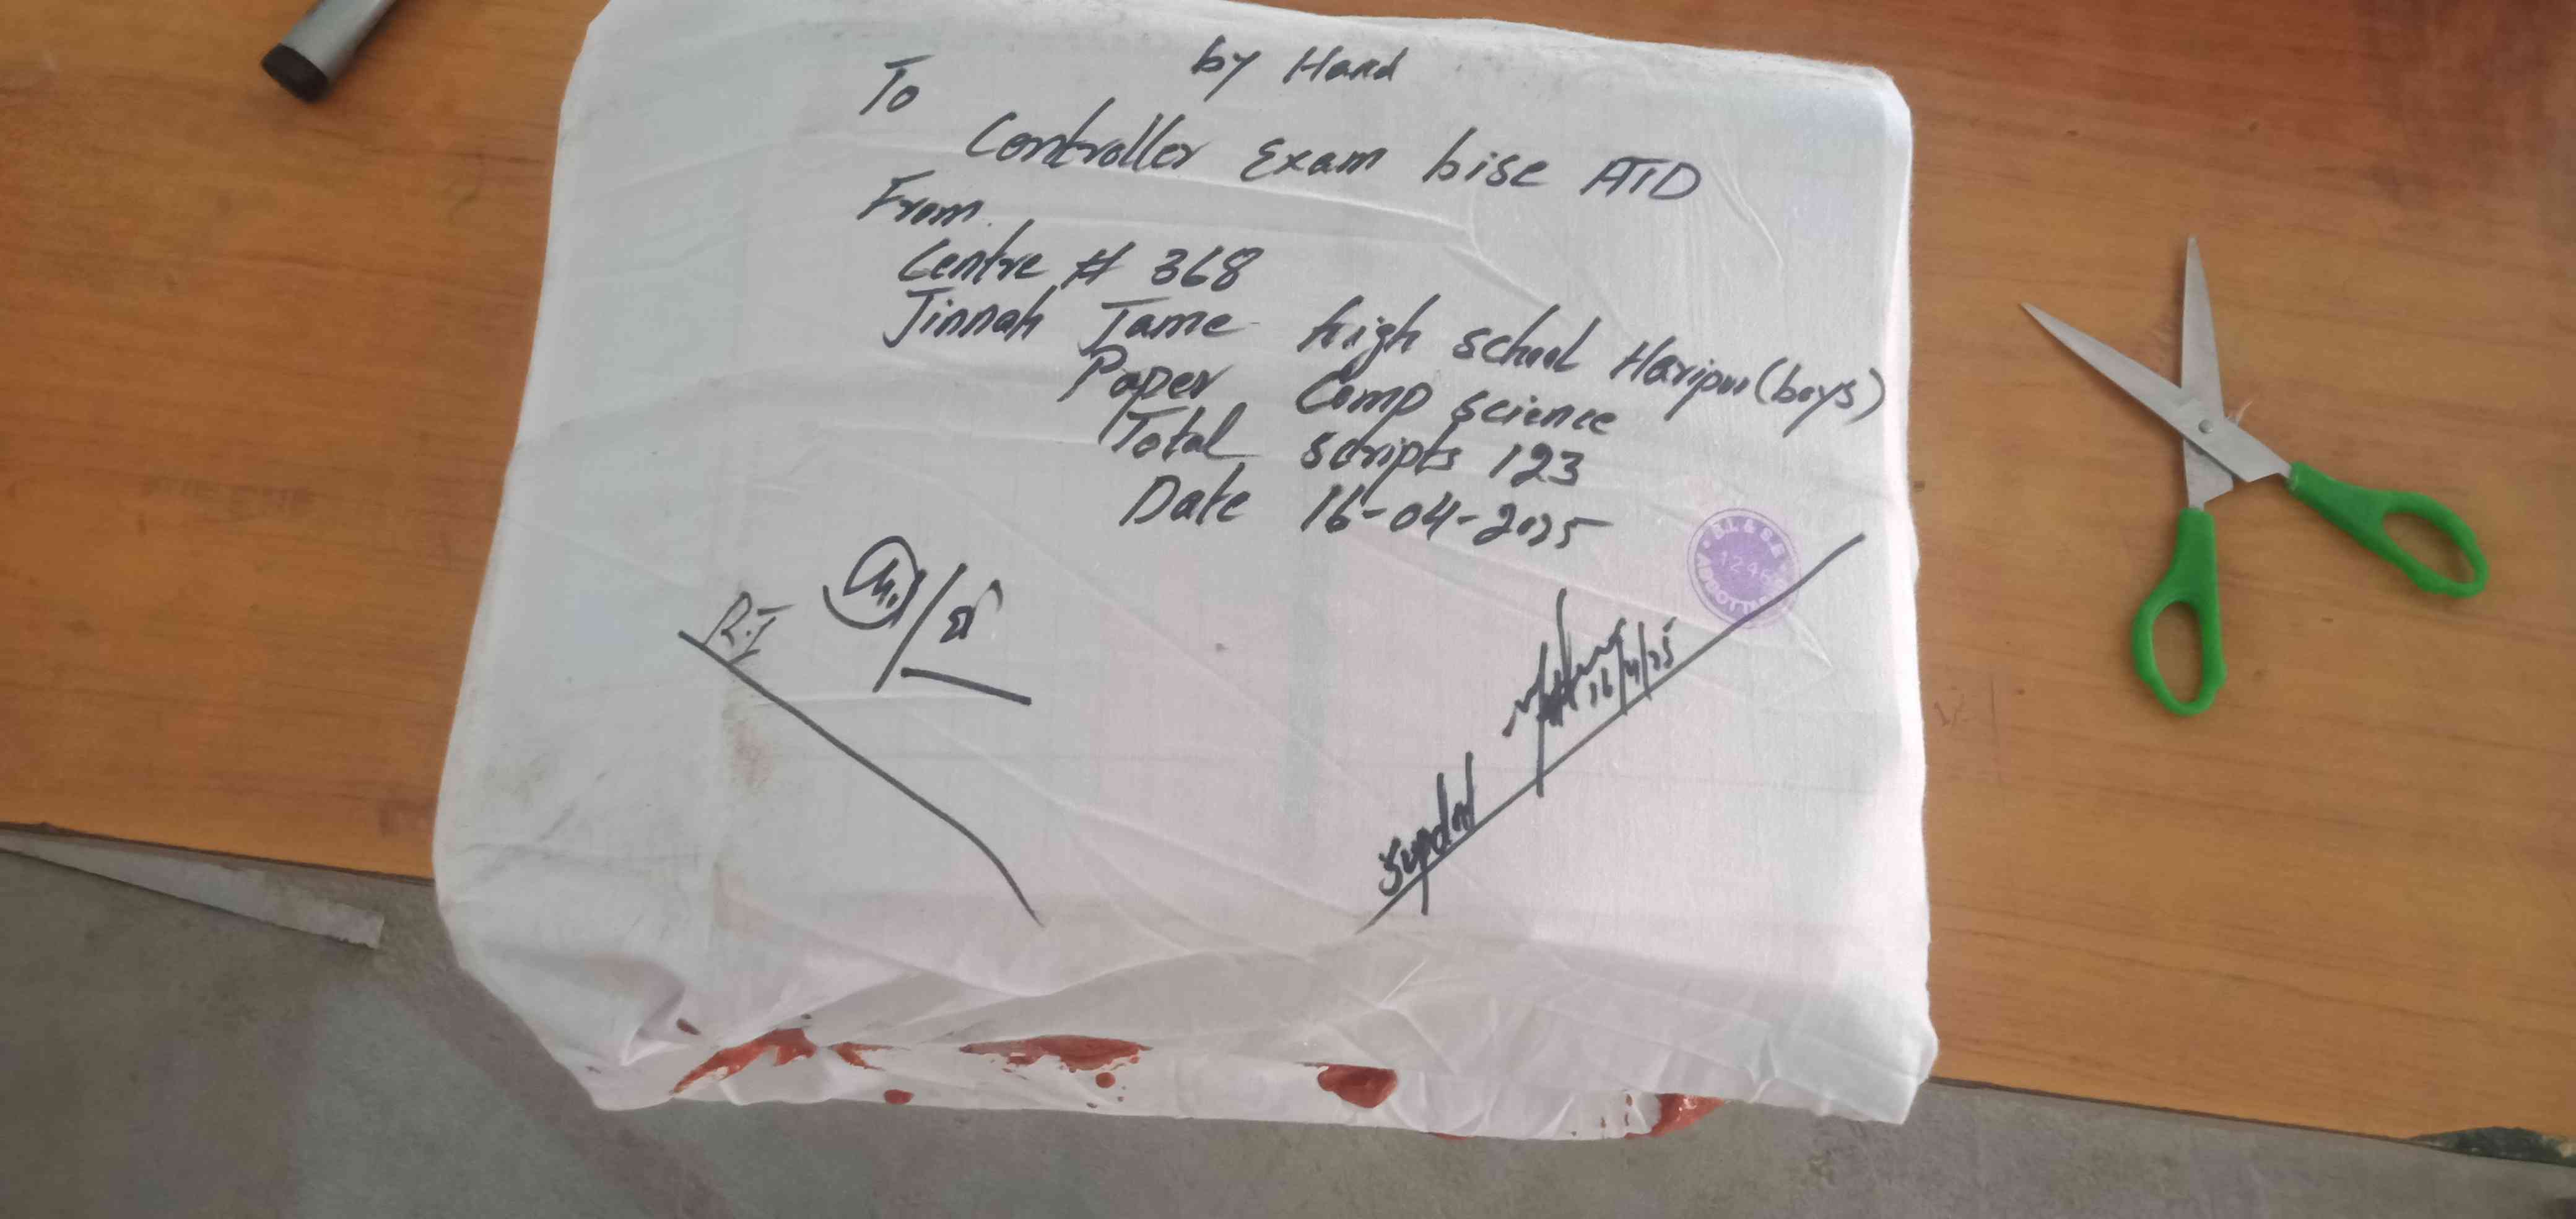 by Hand
To
Controller Exam bise ATD
From
Centre # 368
Jinnah Jame high school Haripur (boys)
Paper Comp science
Total scripts 123
Date 16-04-2025
R.I
16/4/25
Supdnt